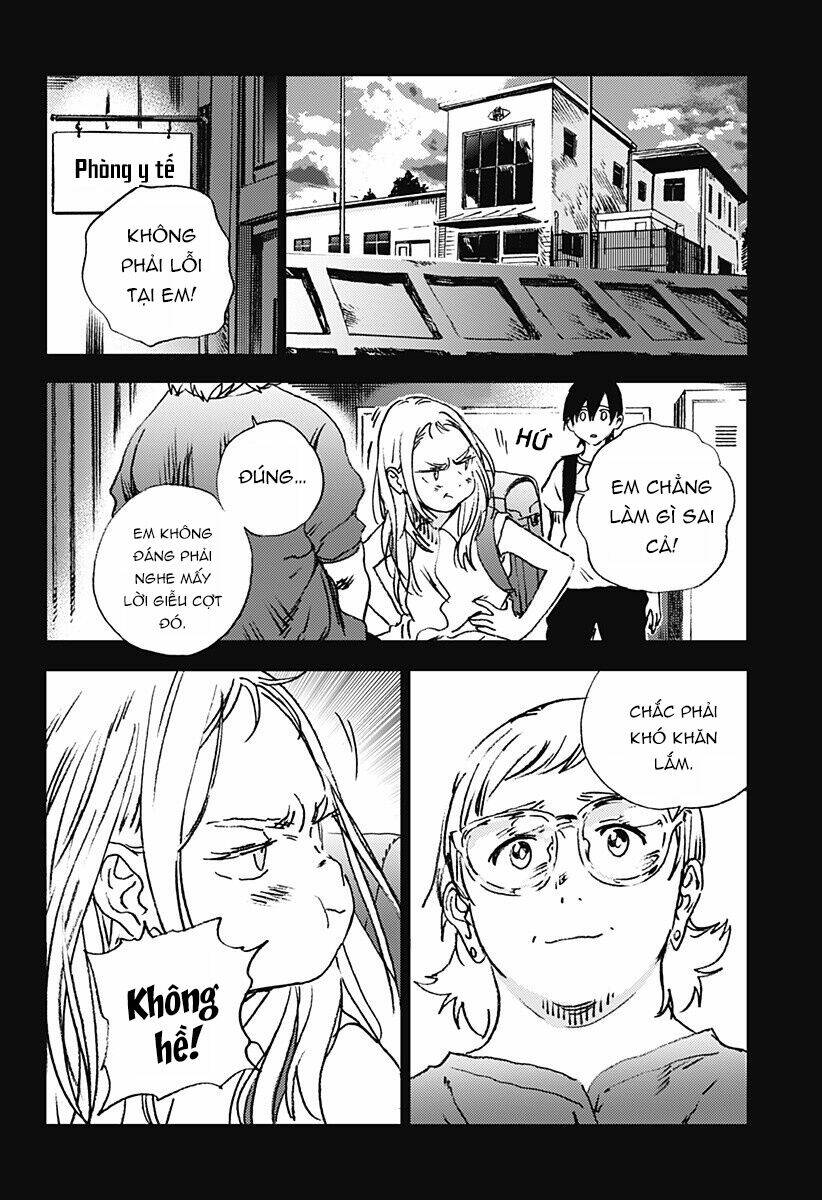 Phòng y tế
KHÔNG
PHẢI LỖI
TẠI EM!
HỨ
EM CHẲNG
LÀM GÌ SAI
CẢ!
ĐÚNG...
EM KHÔNG
ĐÁNG PHẢI
NGHE MẤY
LỜI GIỄU CỢT
ĐÓ.
CHẮC PHẢI
KHÓ KHĂN
LẮM.
Không
hề!